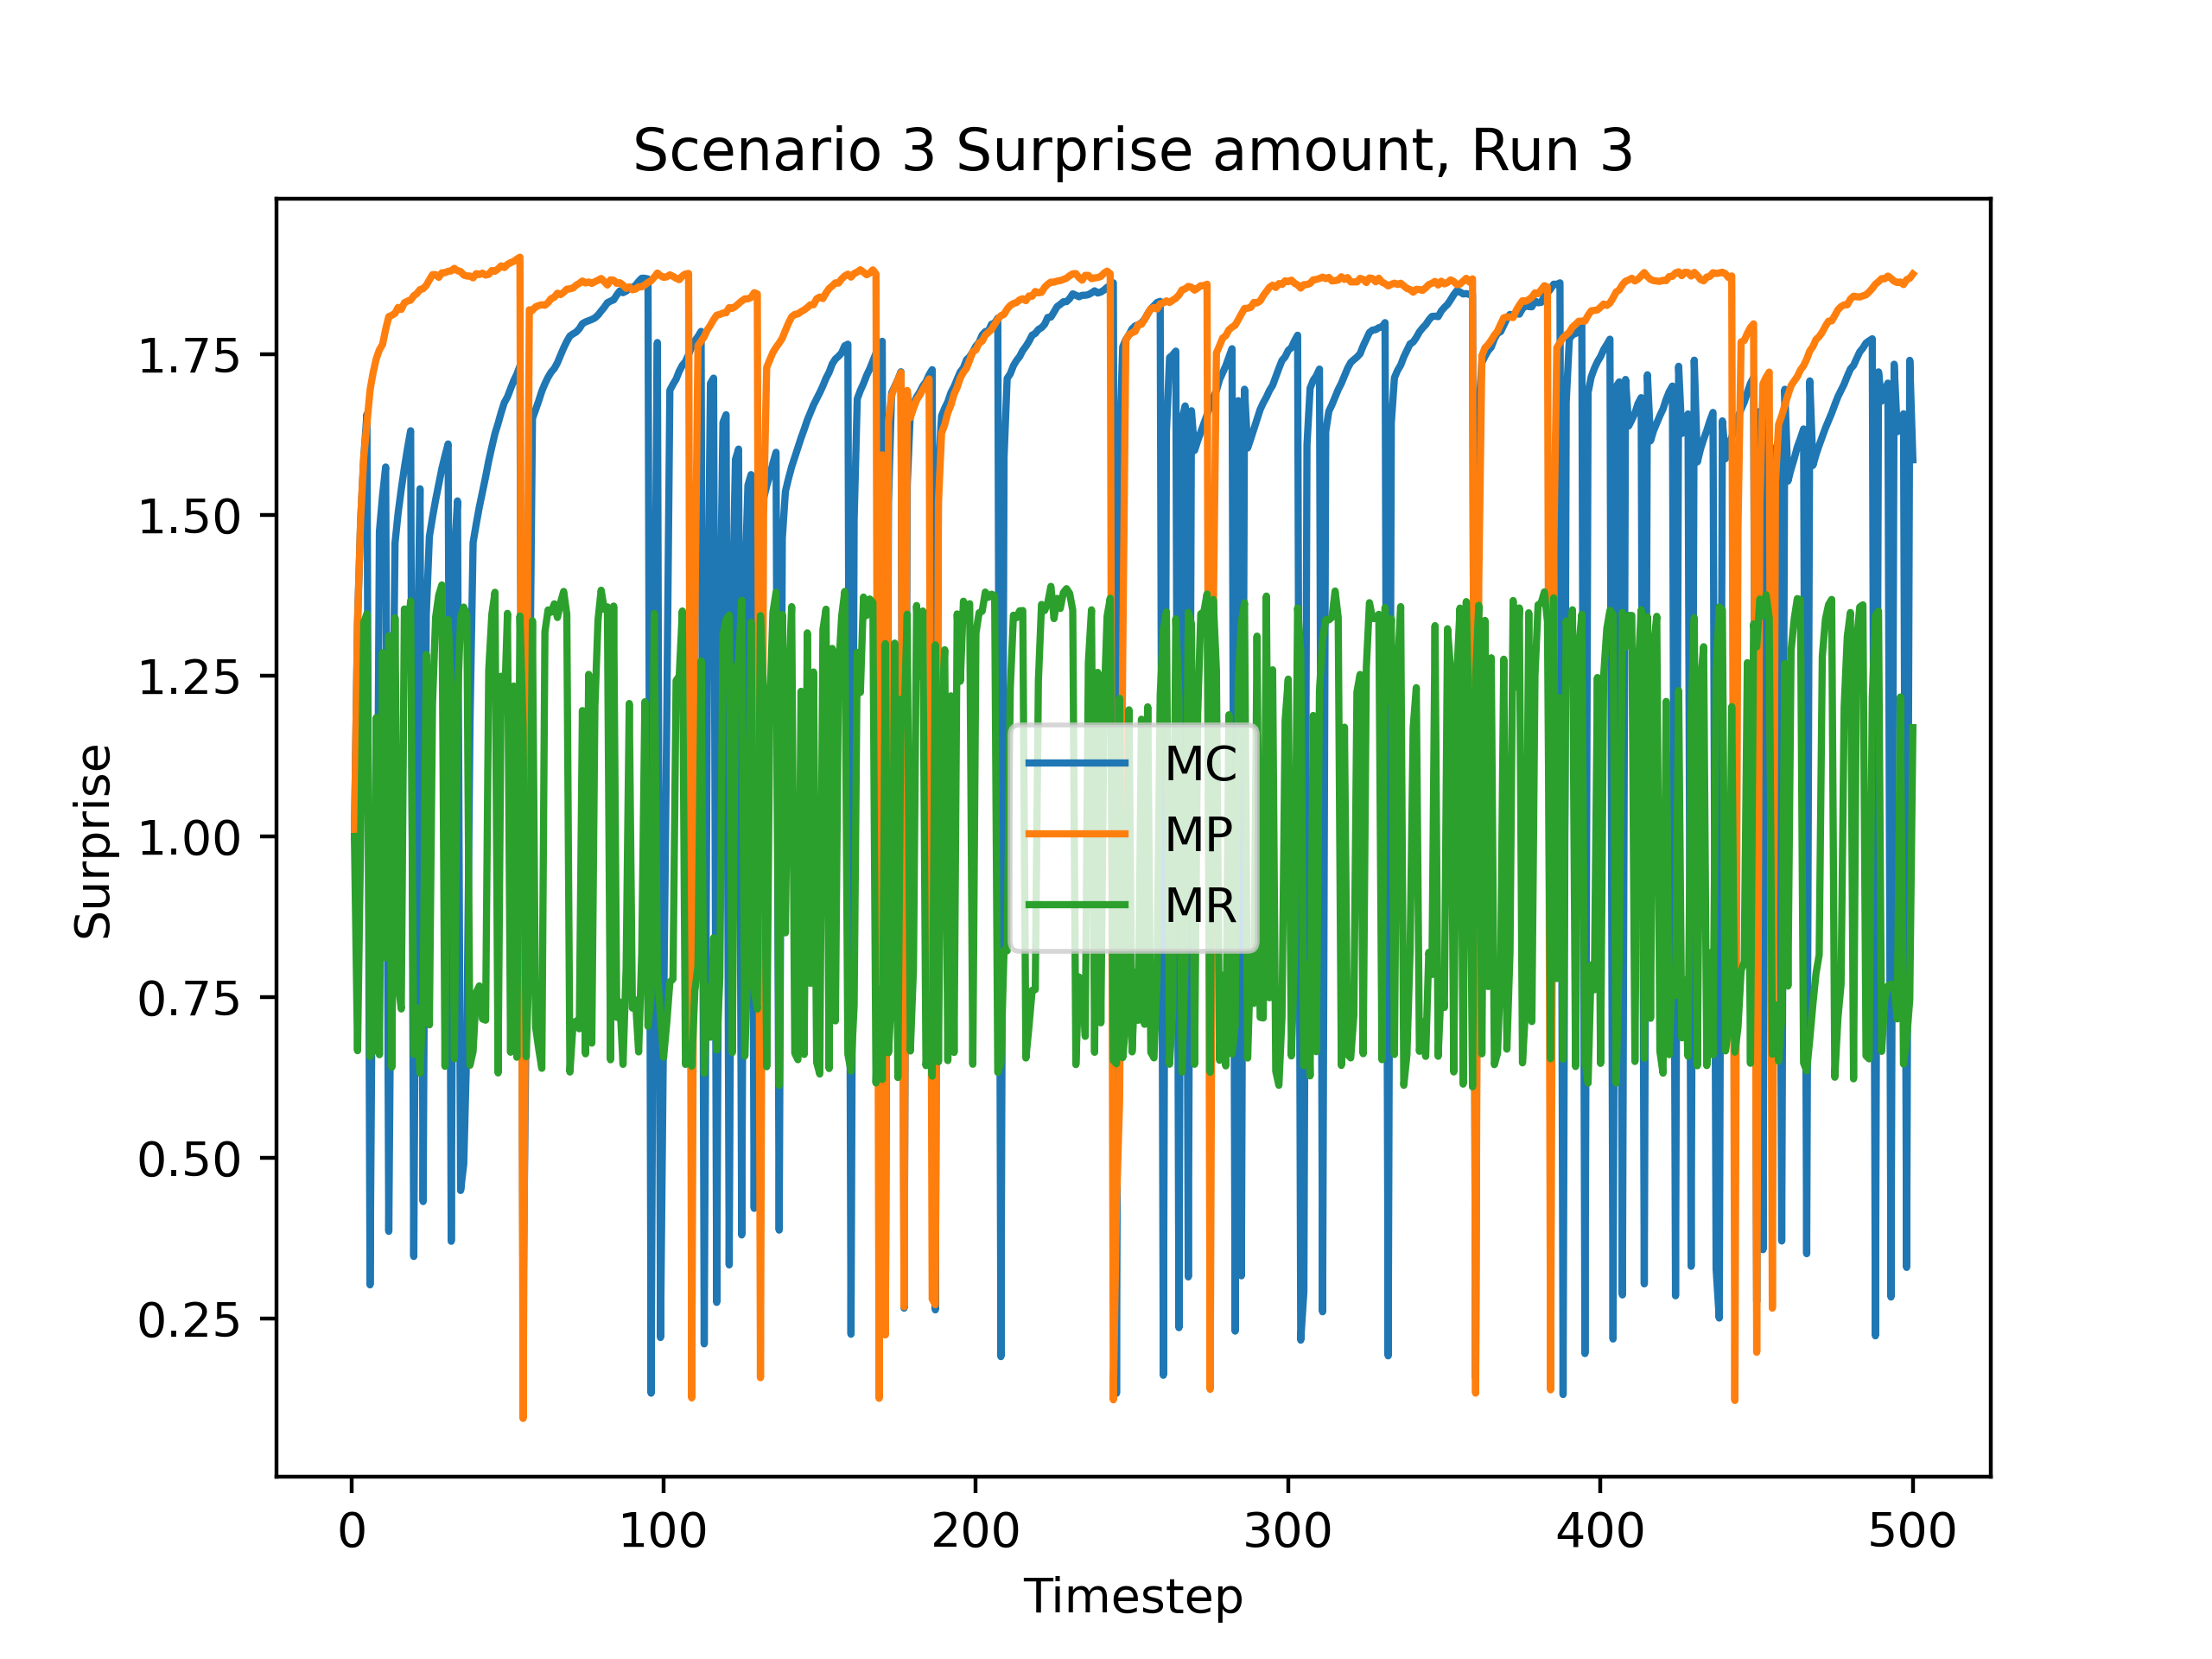 Scenario 3 Surprise amount, Run 3
Surprise
1.75
1.50
1.25
1.00
0.75
0.50
0.25
MC
MP
MR
0 100 200 300 400 500
Timestep